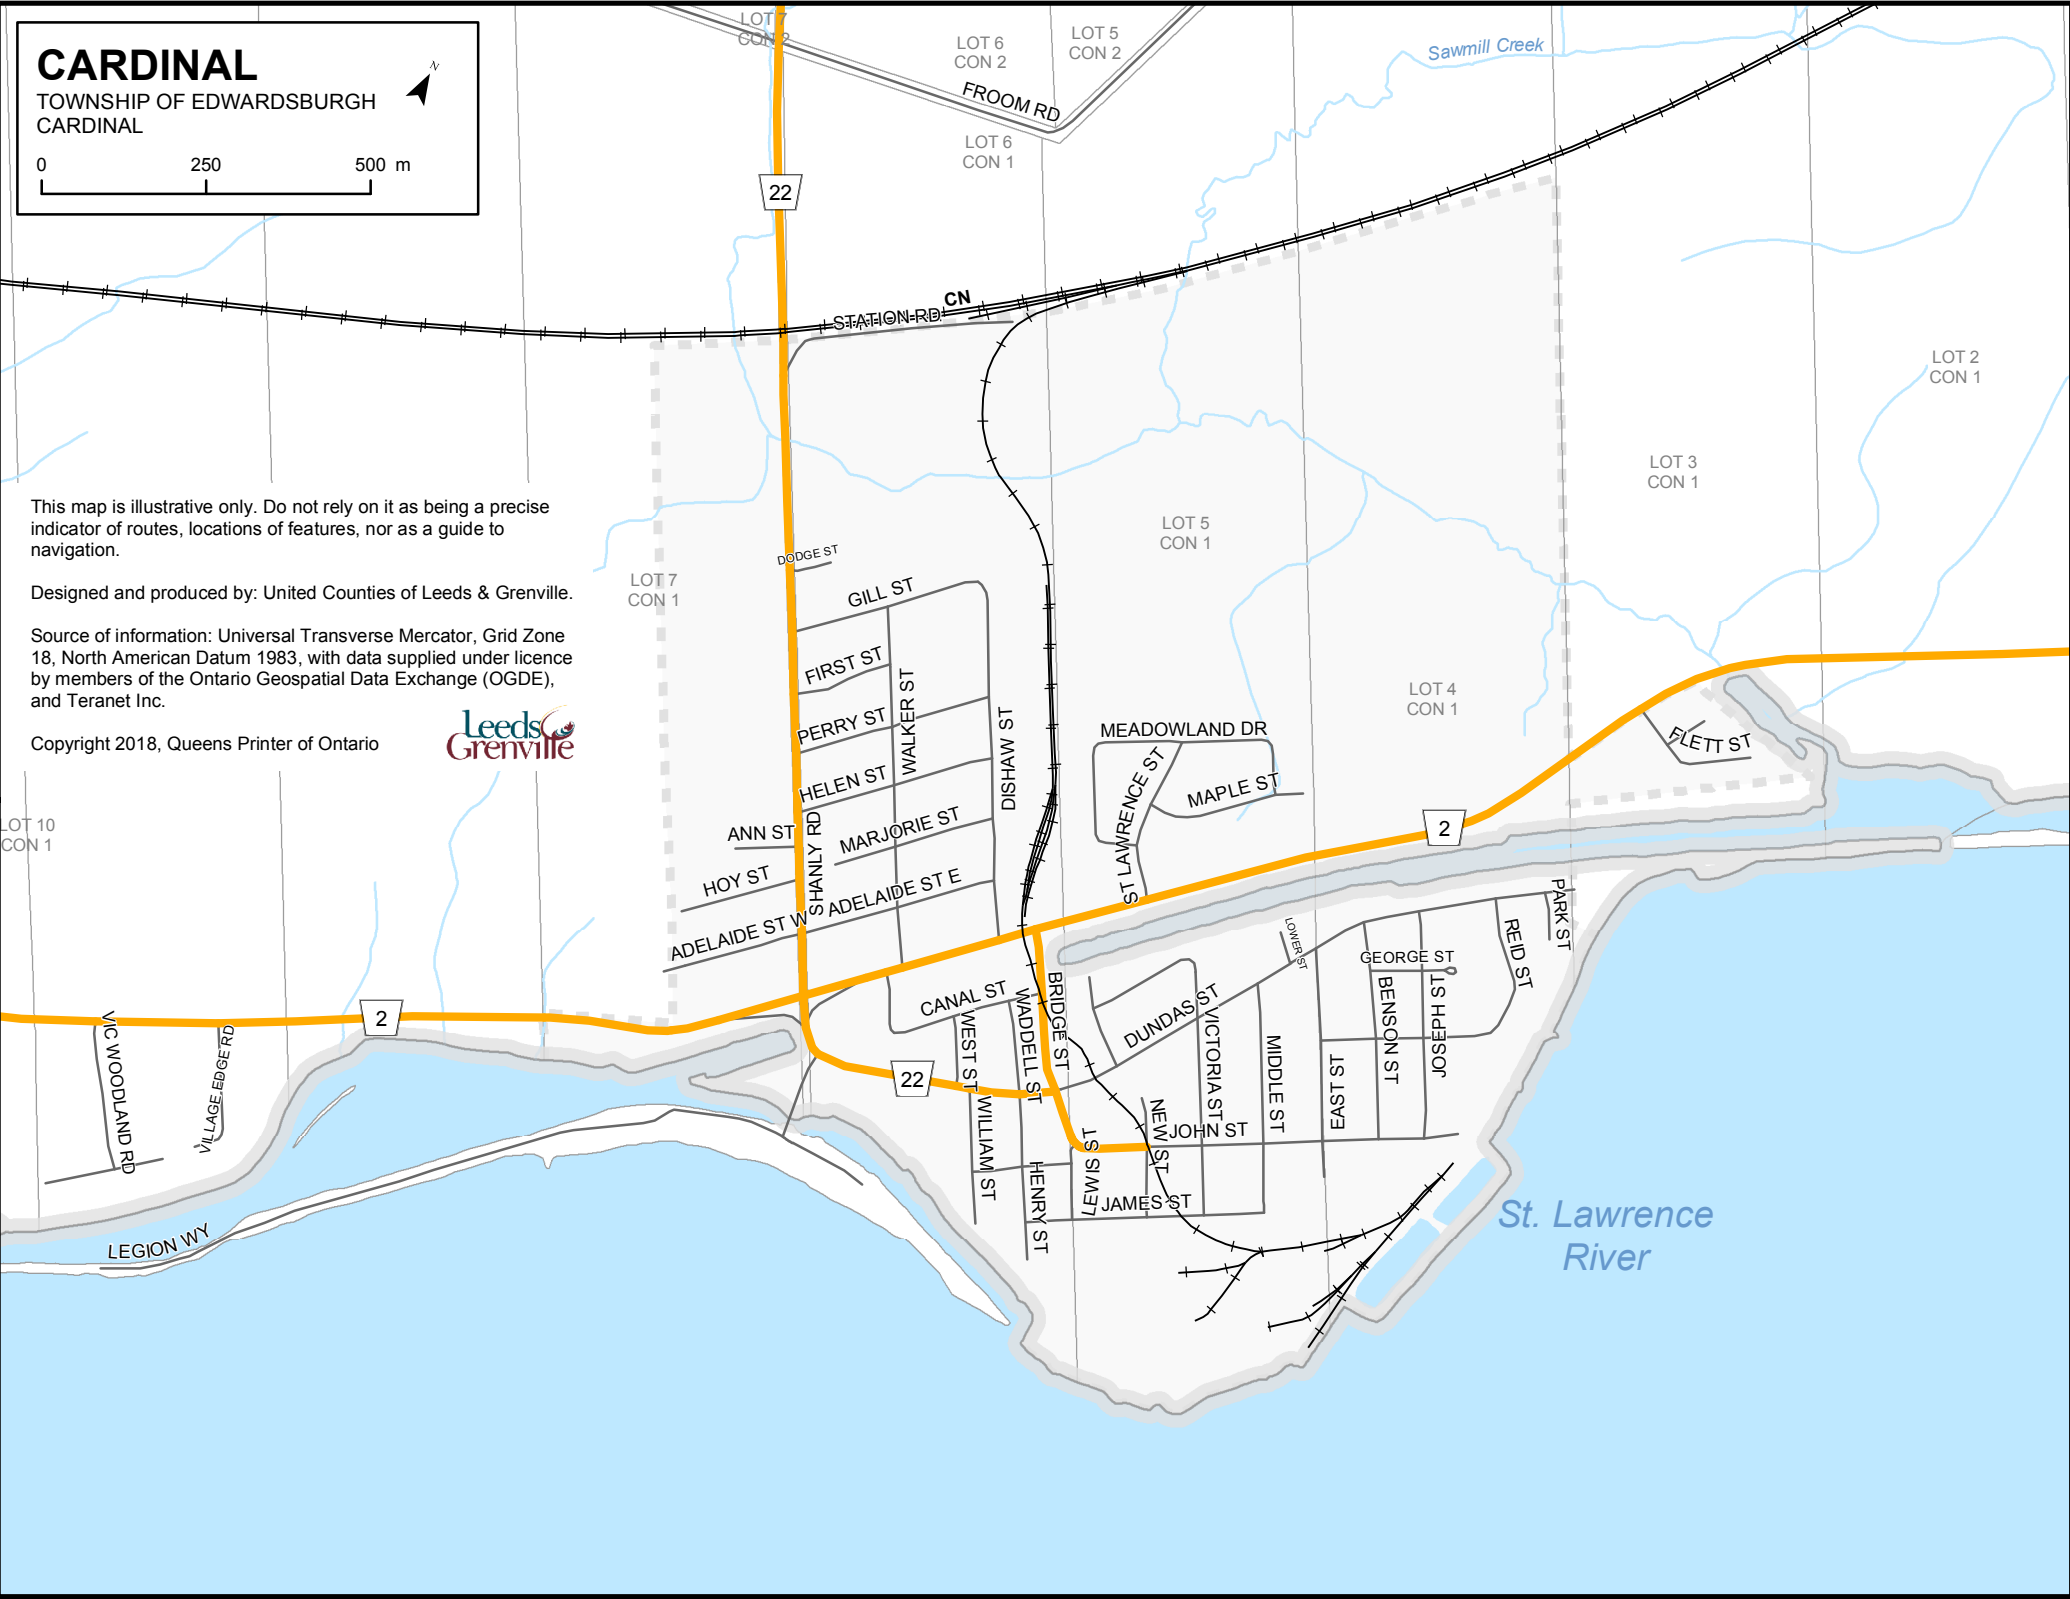 CARDINAL
TOWNSHIP OF EDWARDSBURGH
CARDINAL
N
0 250 500 m
LOT 7
CON 2
LOT 6
CON 2
LOT 5
CON 2
Sawmill Creek
FROOM RD
LOT 6
CON 1
22
CN
STATION RD
LOT 2
CON 1
LOT 3
CON 1
This map is illustrative only. Do not rely on it as being a precise
indicator of routes, locations of features, nor as a guide to
navigation.
Designed and produced by: United Counties of Leeds & Grenville.
Source of information: Universal Transverse Mercator, Grid Zone
18, North American Datum 1983, with data supplied under licence
by members of the Ontario Geospatial Data Exchange (OGDE),
and Teranet Inc.
Copyright 2018, Queens Printer of Ontario
Leeds
Grenville
LOT 5
CON 1
DODGE ST
LOT 7
CON 1
GILL ST
FIRST ST
WALKER ST
PERRY ST
DISHAW ST
LOT 4
CON 1
MEADOWLAND DR
FLETT ST
HELEN ST
ST LAWRENCE ST
MAPLE ST
LOT 10
CON 1
ANN ST
SHANLY RD
MARJORIE ST
2
HOY ST
ADELAIDE ST E
ADELAIDE ST W
PARK ST
REID ST
LOWER ST
GEORGE ST
CANAL ST
BRIDGE ST
WADDELL ST
WEST ST
DUNDAS ST
VICTORIA ST
BENSON ST
JOSEPH ST
2
VIC WOODLAND RD
VILLAGE EDGE RD
22
MIDDLE ST
EAST ST
WILLIAM ST
NEW ST
JOHN ST
LEWIS ST
HENRY ST
JAMES ST
LEGION WY
St. Lawrence
River